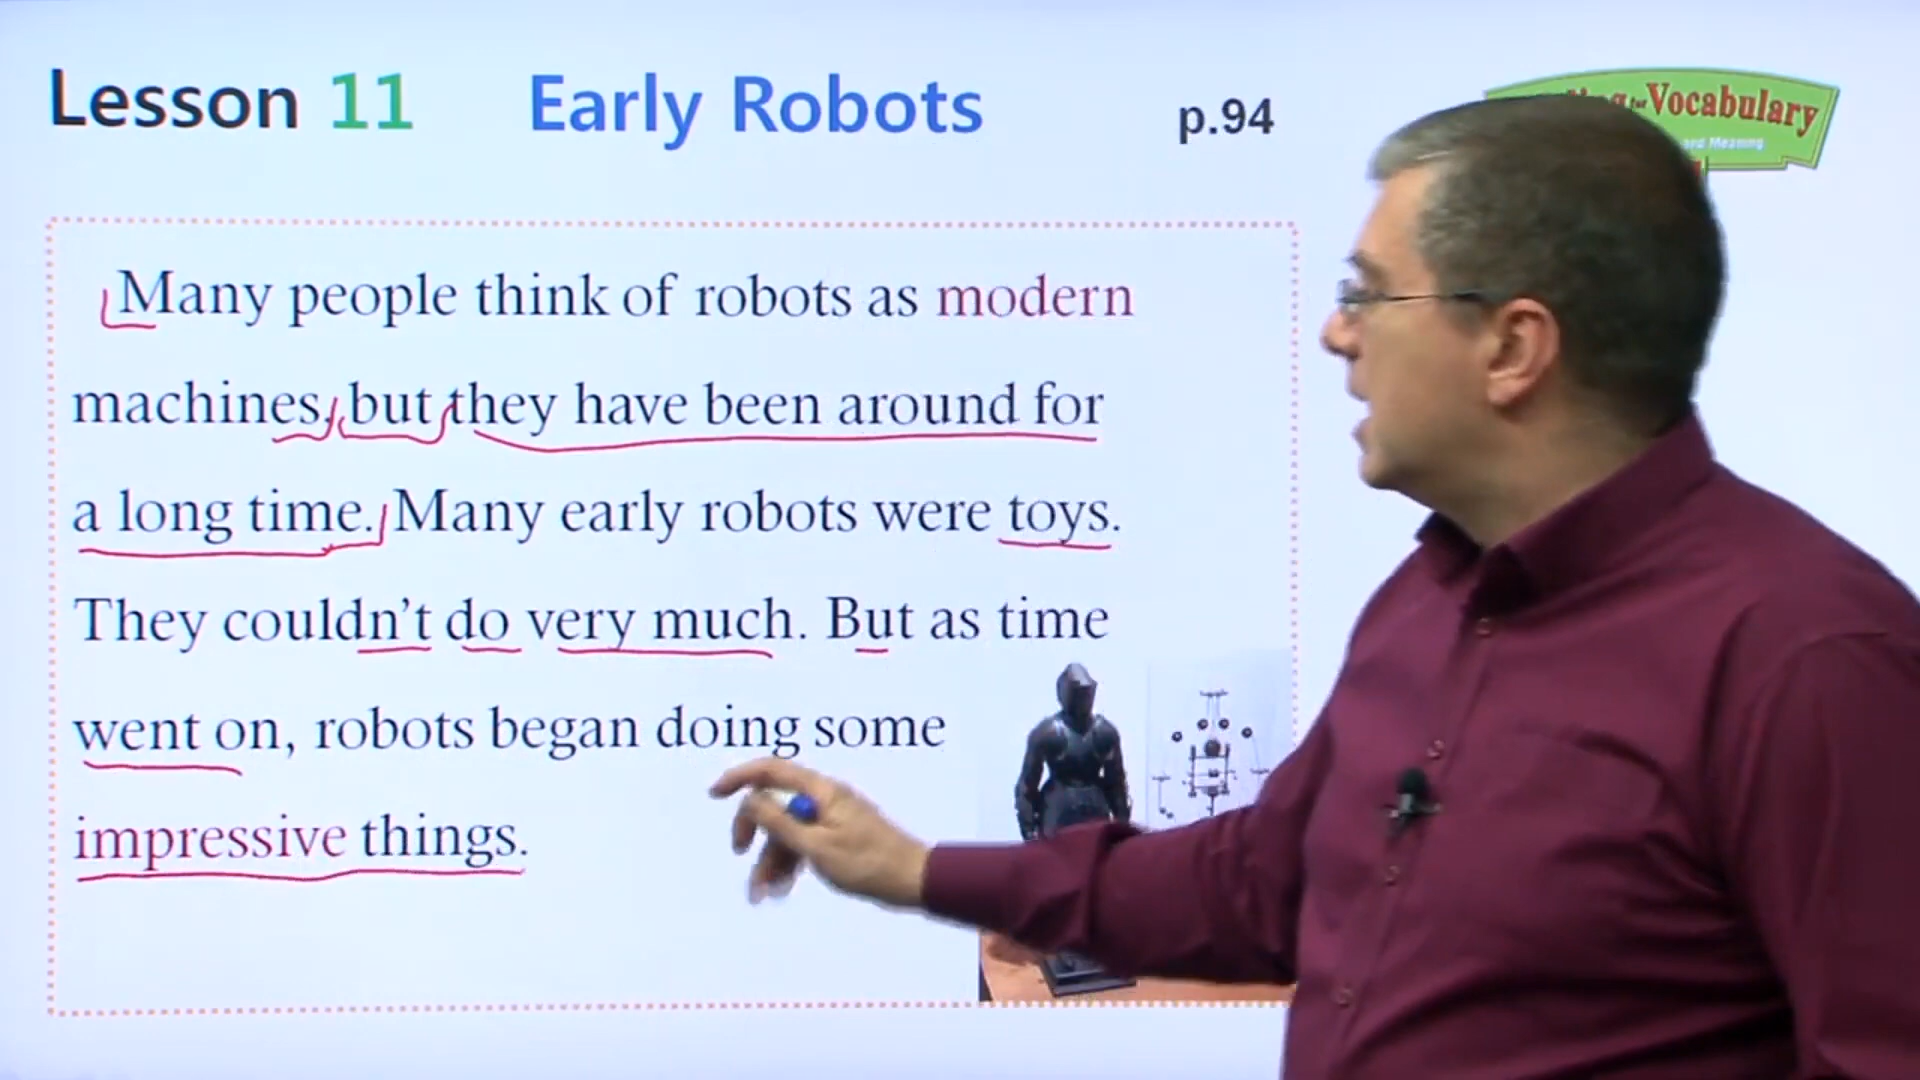 Lesson 11 Early Robots p.94
Vocabulary
and Meaning
Many people think of robots as modern
machines, but they have been around for
a long time. Many early robots were toys.
They couldn't do very much. But as time
went on, robots began doing some
impressive things.